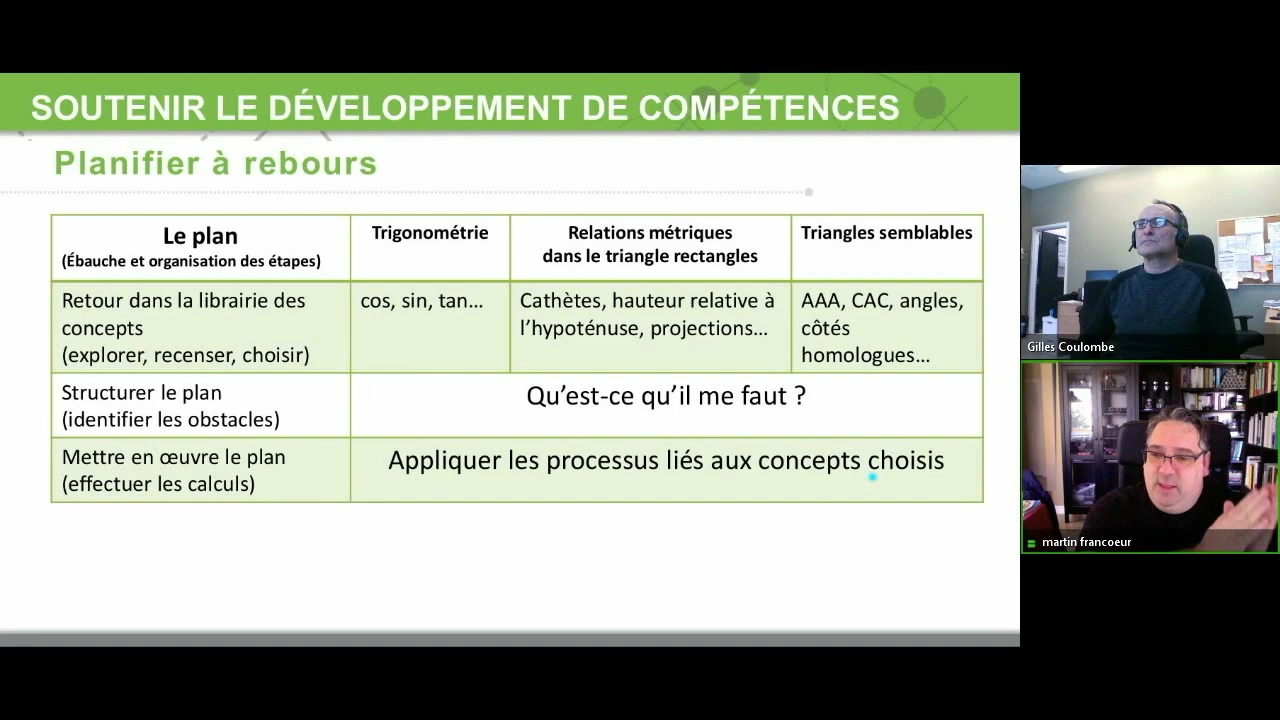 SOUTENIR LE DÉVELOPPEMENT DE COMPÉTENCES
Planifier à rebours
Le plan
(Ébauche et organisation des étapes)
Trigonométrie
Relations métriques
dans le triangle rectangles
Triangles semblables
Retour dans la librairie des
concepts
(explorer, recenser, choisir)
cos, sin, tan…
Cathètes, hauteur relative à
l’hypoténuse, projections…
AAA, CAC, angles,
côtés
homologues…
Structurer le plan
(identifier les obstacles)
Qu’est-ce qu’il me faut ?
Mettre en œuvre le plan
(effectuer les calculs)
Appliquer les processus liés aux concepts choisis
Gilles Coulombe
martin francoeur